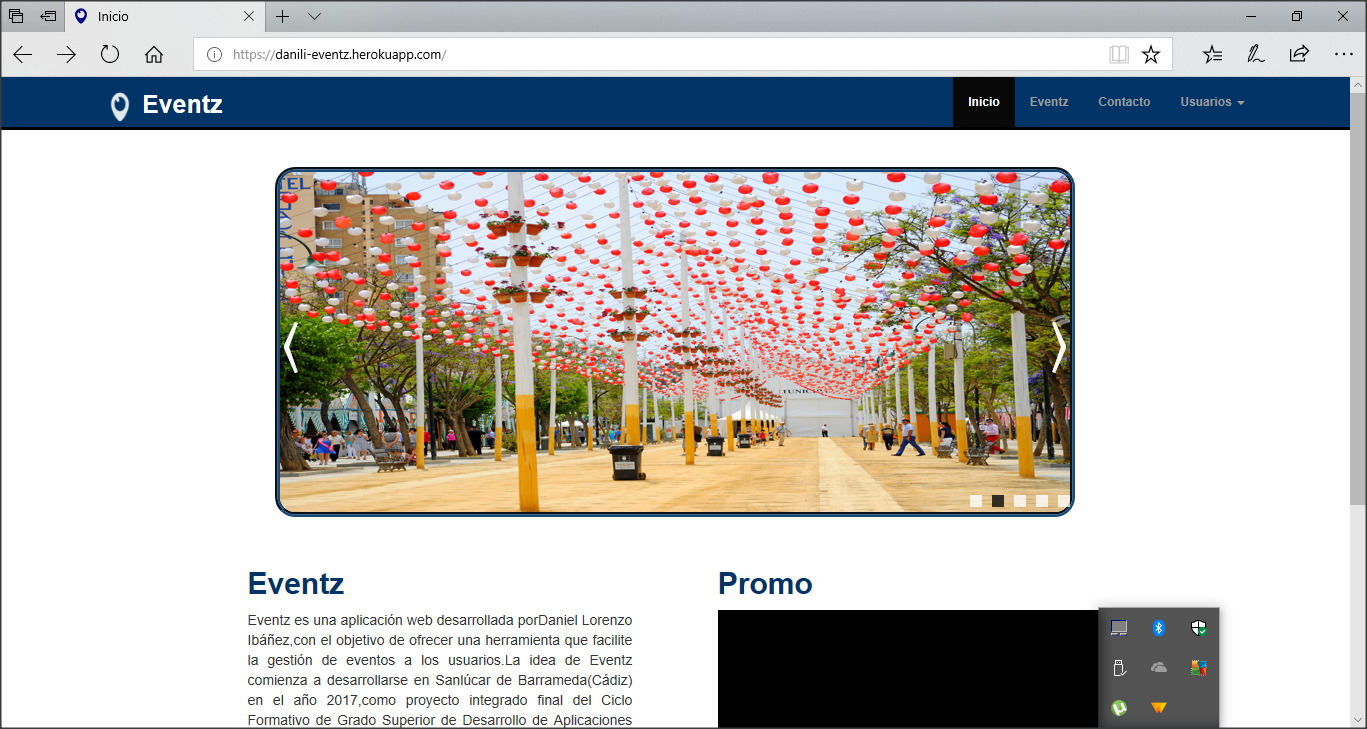 Inicio
https://danili-eventz.herokuapp.com/
Eventz
Inicio
Eventz
Contacto
Usuarios
TEL
Eventz
Promo
Eventz es una aplicación web desarrollada porDaniel Lorenzo
Ibáñez,con el objetivo de ofrecer una herramienta que facilite
la gestión de eventos a los usuarios.La idea de Eventz
comienza a desarrollarse en Sanlúcar de Barrameda(Cádiz)
en el año 2017,como proyecto integrado final del Ciclo
Formativo de Grado Superior de Desarrollo de Aplicaciones